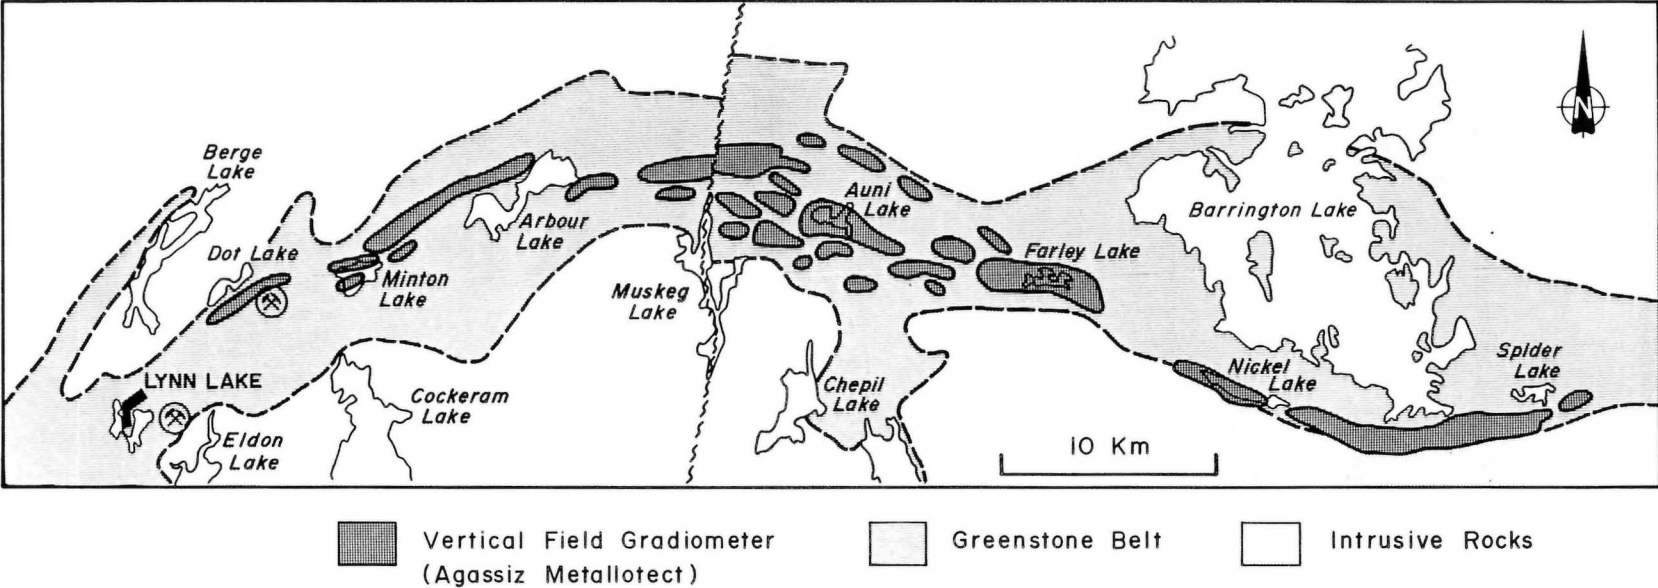 Berge
Lake
N
Auni
Lake
Barrington Lake
Arbour
Lake
Dot Lake
Farley Lake
Minton
Lake
Muskeg
Lake
Spider
Lake
Nickel
Lake
LYNN LAKE
Chepil
Lake
Cockeram
Lake
Eldon
Lake
10 Km
Vertical Field Gradiometer
(Agassiz Metallotect)
Greenstone Belt
Intrusive Rocks